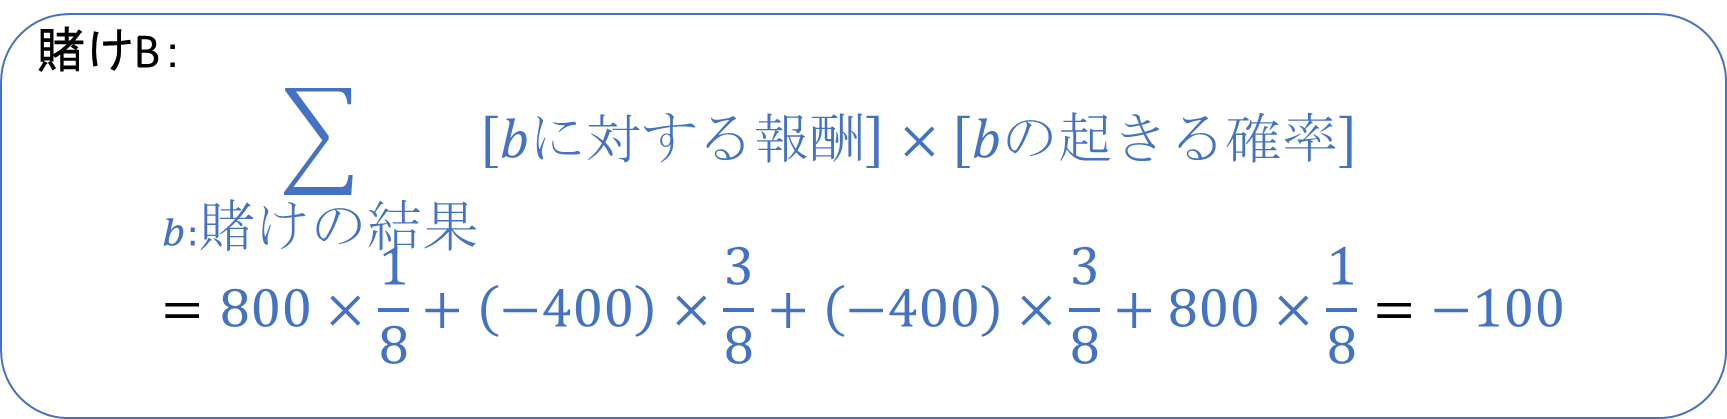 賭けB:
∑ [bに対する報酬] × [bの起きる確率]
b:賭けの結果
= 800 × 1/8 + (−400) × 3/8 + (−400) × 3/8 + 800 × 1/8 = −100